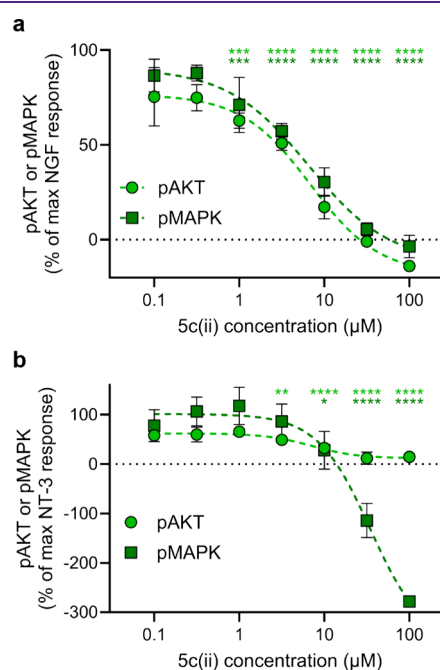 a
*** **** **** **** ****
*** **** **** **** ****
100
50
0
pAKT or pMAPK
(% of max NGF response)
pAKT
pMAPK
0.1 1 10 100
5c(ii) concentration (µM)
b
** **** **** ****
* **** ****
100
0
-100
-200
-300
pAKT or pMAPK
(% of max NT-3 response)
pAKT
pMAPK
0.1 1 10 100
5c(ii) concentration (µM)